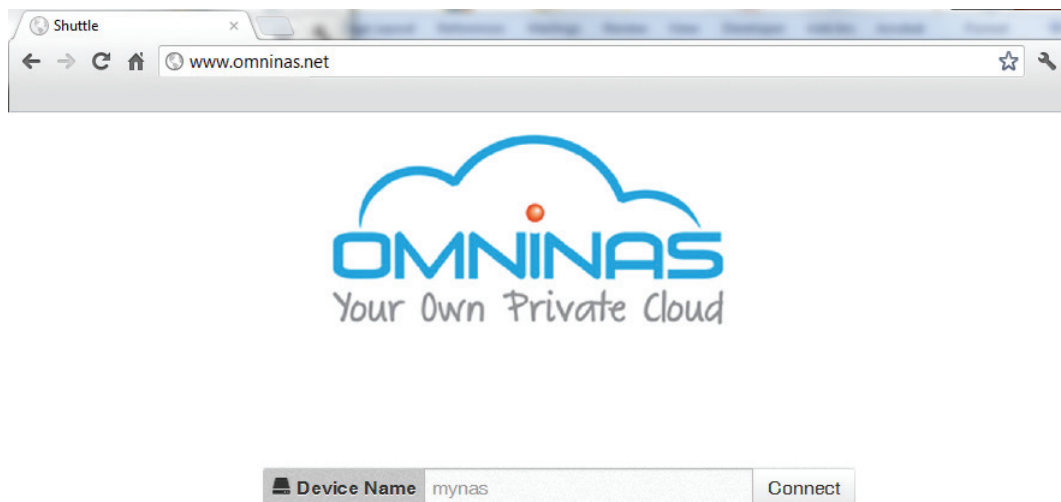 Shuttle
www.omninas.net
OMNINAS
Your Own Private Cloud
Device Name mynas Connect